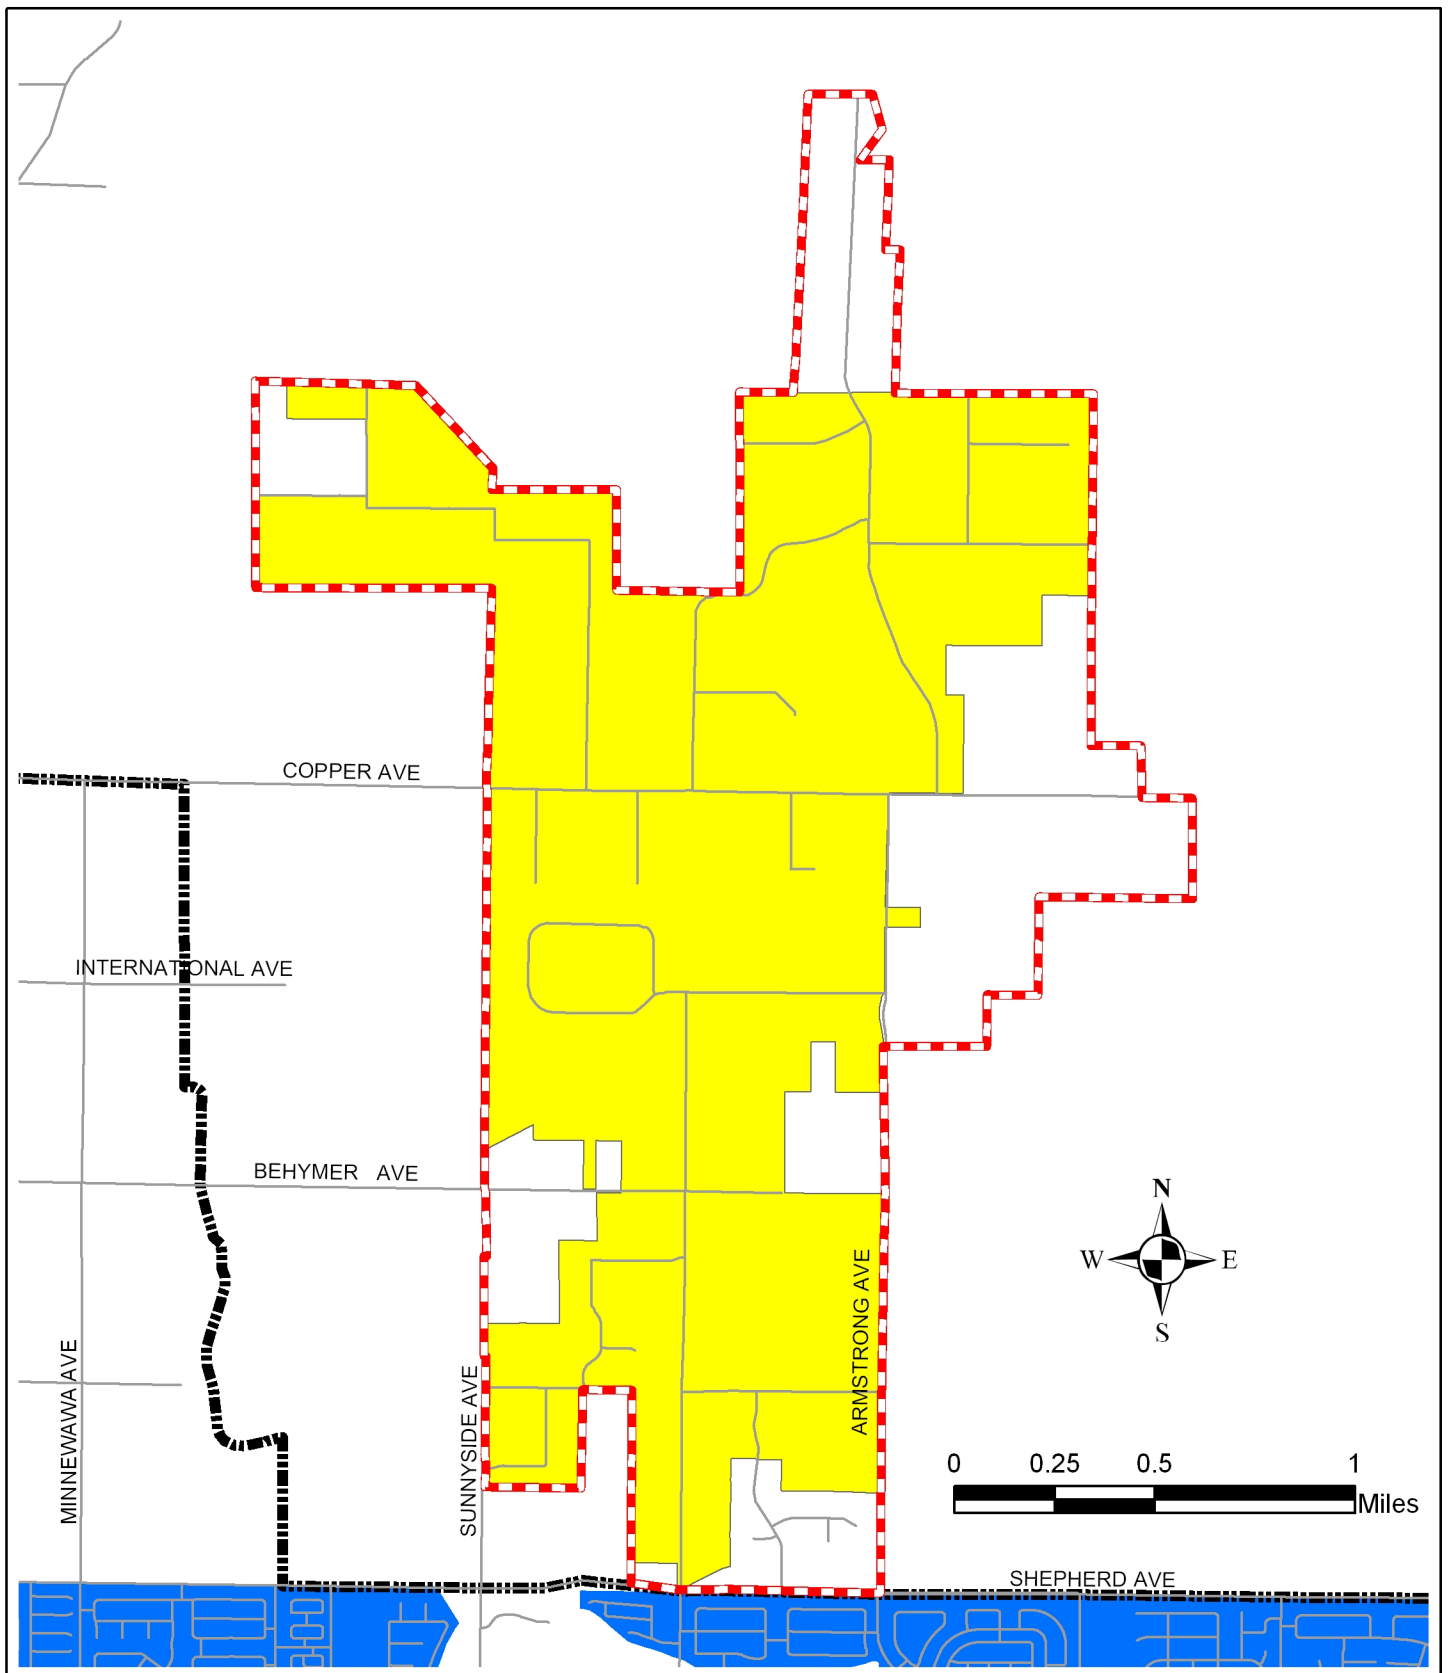 COPPER AVE
INTERNATIONAL AVE
BEHYMER AVE
N
W E
S
MINNEWAWA AVE
SUNNYSIDE AVE
ARMSTRONG AVE
0 0.25 0.5 1
Miles
SHEPHERD AVE